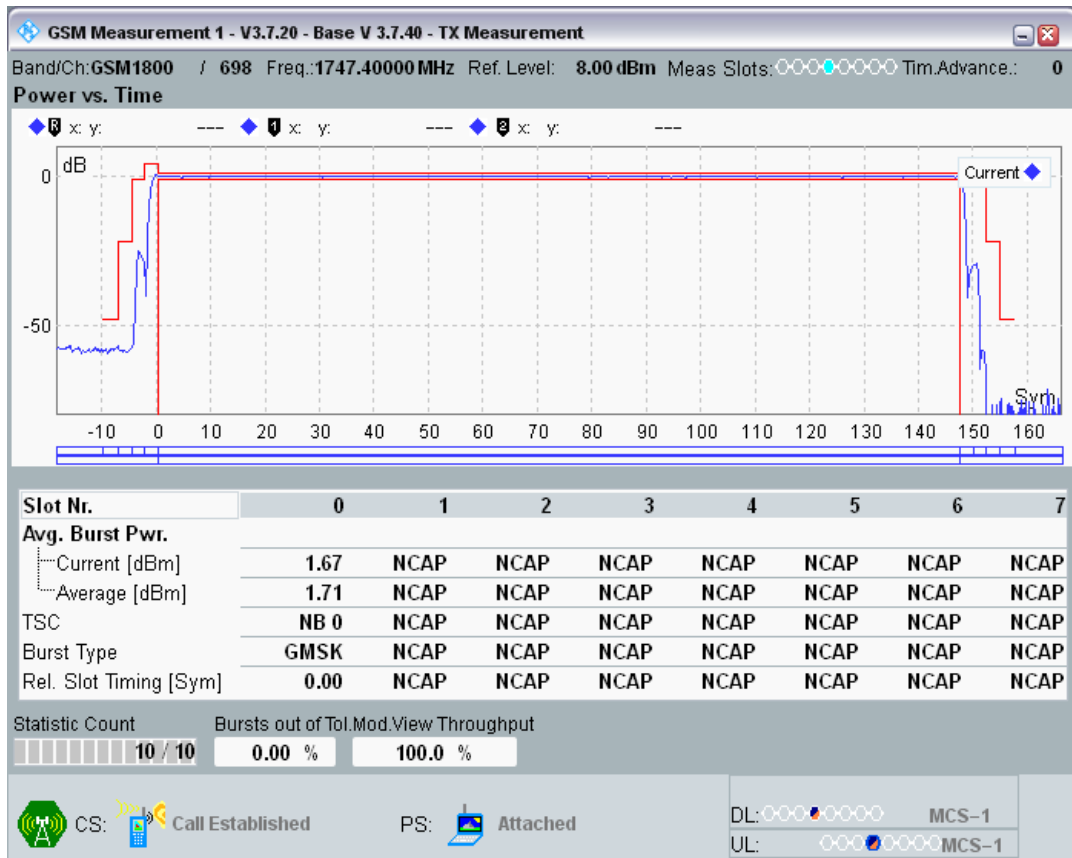 GSM Measurement 1 - V3.7.20 - Base V 3.7.40 - TX Measurement
Band/Ch:GSM1800 / 698 Freq.:1747.40000 MHz Ref. Level: 8.00 dBm Meas Slots: Tim.Advance.: 0
Power vs. Time
R x: y: --- 1 x: y: --- 2 x: y: ---
dB
0
Current
-50
Sym
-10 0 10 20 30 40 50 60 70 80 90 100 110 120 130 140 150 160
Slot Nr. 0 1 2 3 4 5 6 7
Avg. Burst Pwr.
Current [dBm] 1.67 NCAP NCAP NCAP NCAP NCAP NCAP NCAP
Average [dBm] 1.71 NCAP NCAP NCAP NCAP NCAP NCAP NCAP
TSC NB 0 NCAP NCAP NCAP NCAP NCAP NCAP NCAP
Burst Type GMSK NCAP NCAP NCAP NCAP NCAP NCAP NCAP
Rel. Slot Timing [Sym] 0.00 NCAP NCAP NCAP NCAP NCAP NCAP NCAP
Statistic Count Bursts out of Tol.Mod.View Throughput
10 / 10 0.00 % 100.0 %
CS: Call Established PS: Attached
DL: MCS-1
UL: MCS-1